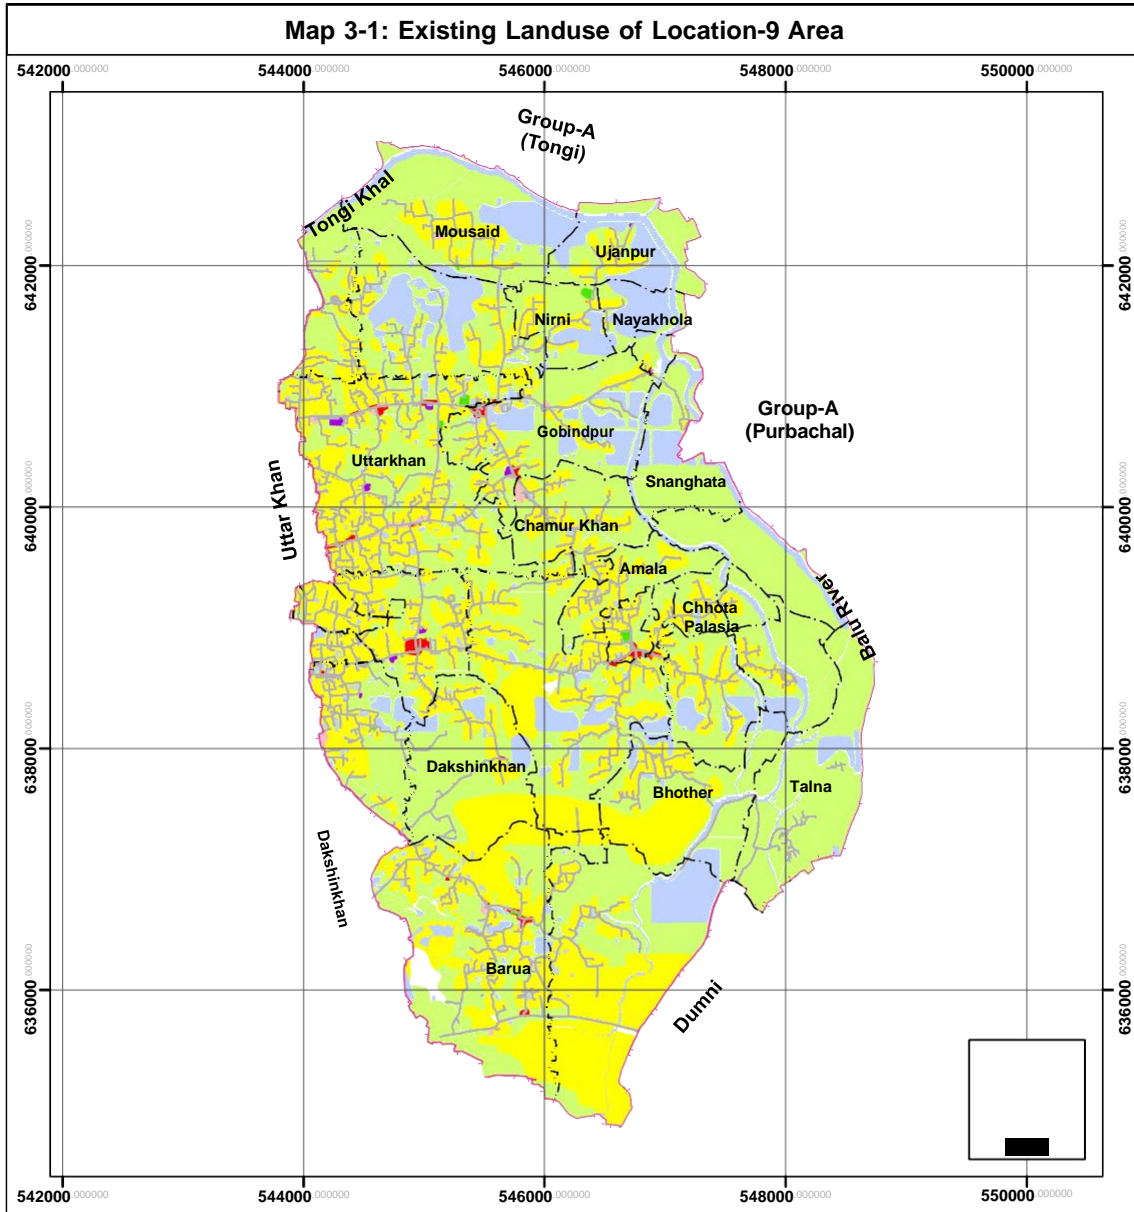 Map 3-1: Existing Landuse of Location-9 Area
542000.000000
544000.000000
546000.000000
548000.000000
550000.000000
Group-A
(Tongi)
Tongi Khal
Mousaid
Ujanpur
642000.000000
642000.000000
Nirni
Nayakhola
Group-A
(Purbachal)
Gobindpur
Uttarkhan
Snanghata
Uttar Khan
640000.000000
640000.000000
Chamur Khan
Amala
Chhota
Palasia
Balu River
638000.000000
638000.000000
Dakshinkhan
Bhother
Talna
Dakshinkhan
Barua
636000.000000
636000.000000
Dumni
542000.000000
544000.000000
546000.000000
548000.000000
550000.000000